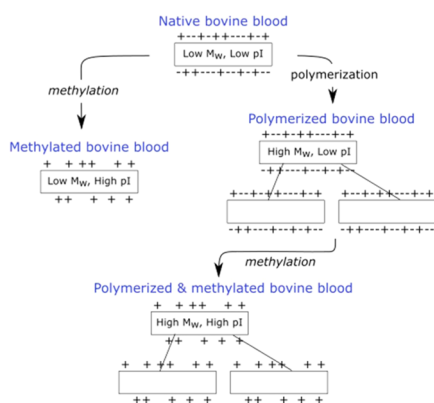 Native bovine blood
+-----++----+-+
Low Mw, Low pI
-++-----+---+-+-
methylation
polymerization
Methylated bovine blood
+ + ++ + +
Low Mw, High pI
++ + + +
Polymerized bovine blood
+---+-++----+-+
High Mw, Low pI
-++-----+---+-+-
+----+-++----+-+
+----+-++----+-+
-++-----+---+-+-
-++-----+---+-+-
methylation
Polymerized & methylated bovine blood
+ + ++ + +
High Mw, High pI
++ + + +
+ + ++ + +
+ + ++ + +
++ + + +
++ + + +